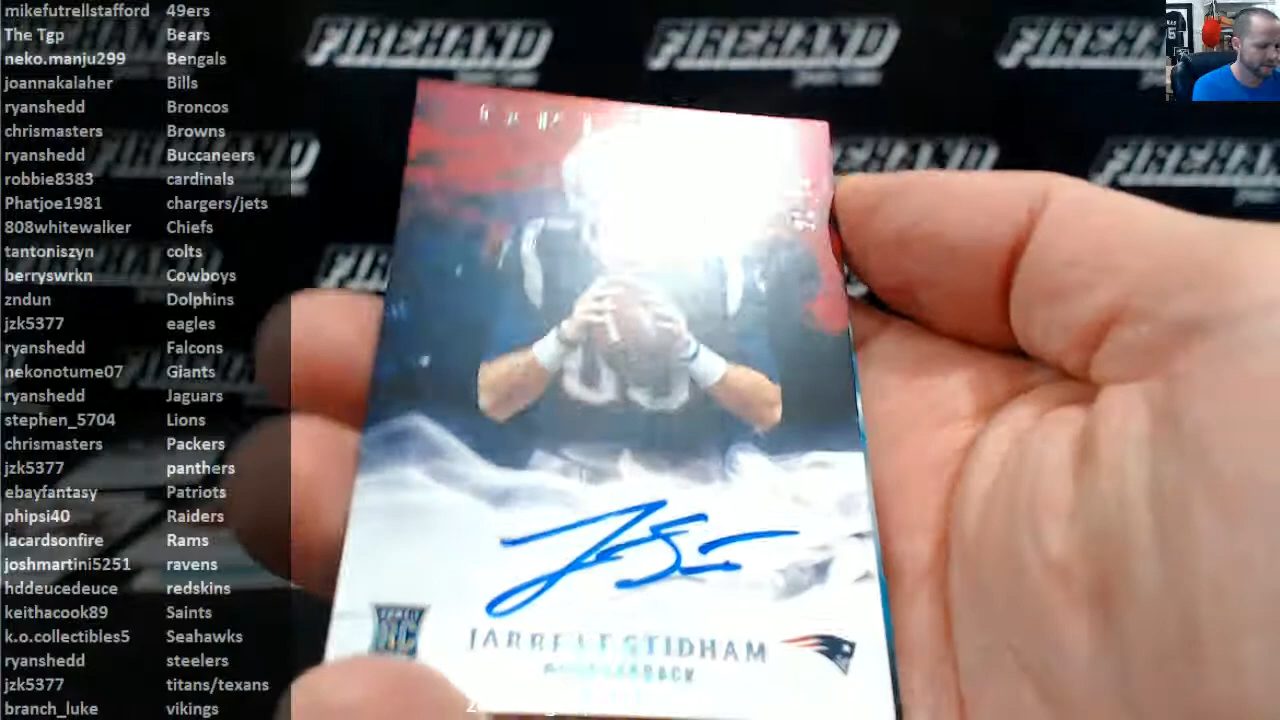 mikefutrellstafford 49ers
The Tgp Bears
neko.manju299 Bengals
joannakalaher Bills
ryanshedd Broncos
chrismasters Browns
ryanshedd Buccaneers
robbie8383 cardinals
Phatjoe1981 chargers/jets
808whitewalker Chiefs
tantoniszyn colts
berryswrkn Cowboys
zndun Dolphins
jzk5377 eagles
ryanshedd Falcons
nekonotume07 Giants
ryanshedd Jaguars
stephen_5704 Lions
chrismasters Packers
jzk5377 panthers
ebayfantasy Patriots
phipsi40 Raiders
lacardsonfire Rams
joshmartini5251 ravens
hddeucedeuce redskins
keithacook89 Saints
k.o.collectibles5 Seahawks
ryanshedd steelers
jzk5377 titans/texans
branch_luke vikings
FIREHAND FIREHAND FIREHAND
FIREHAND FIREHAND
RC
JARRETT STIDHAM
QUARTERBACK